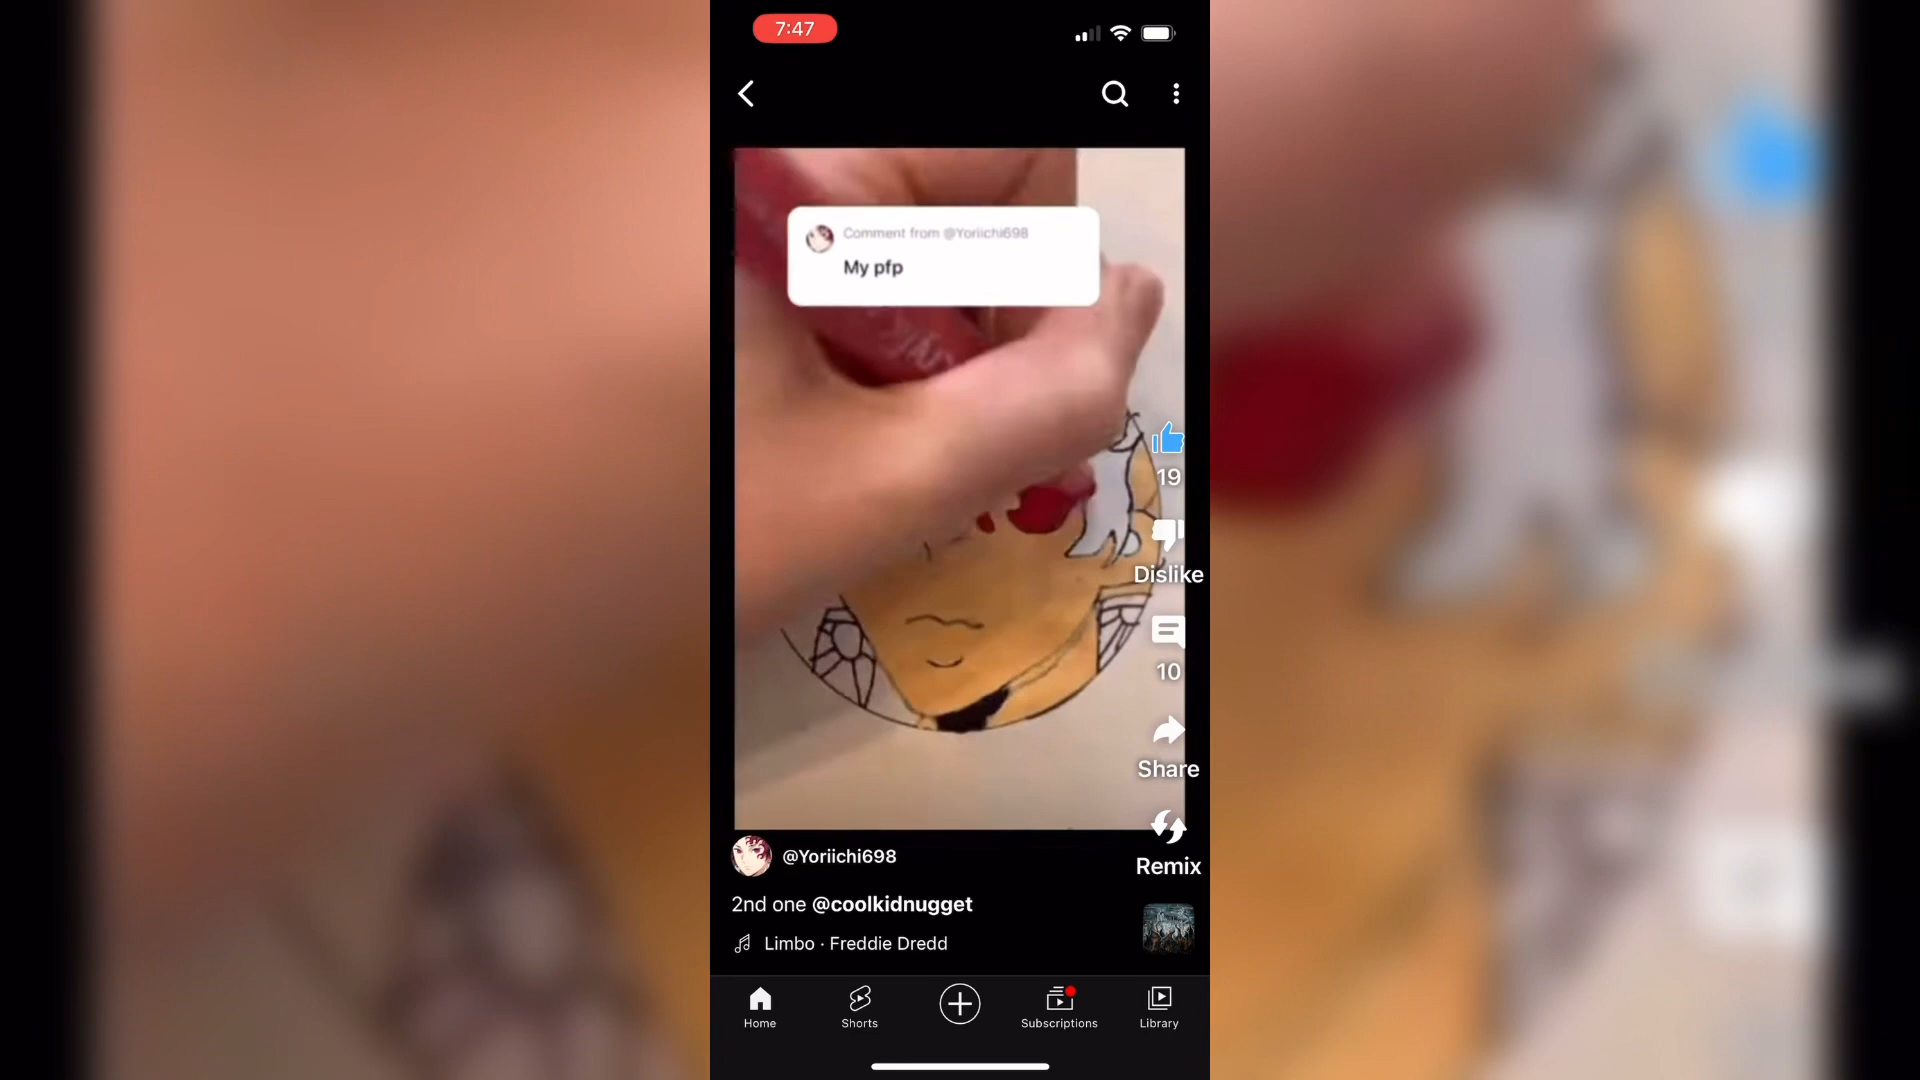 7:47
Comment from @Yoriichi698
My pfp
19
Dislike
10
Share
Remix
@Yoriichi698
2nd one @coolkidnugget
Limbo · Freddie Dredd
Home
Shorts
Subscriptions
Library